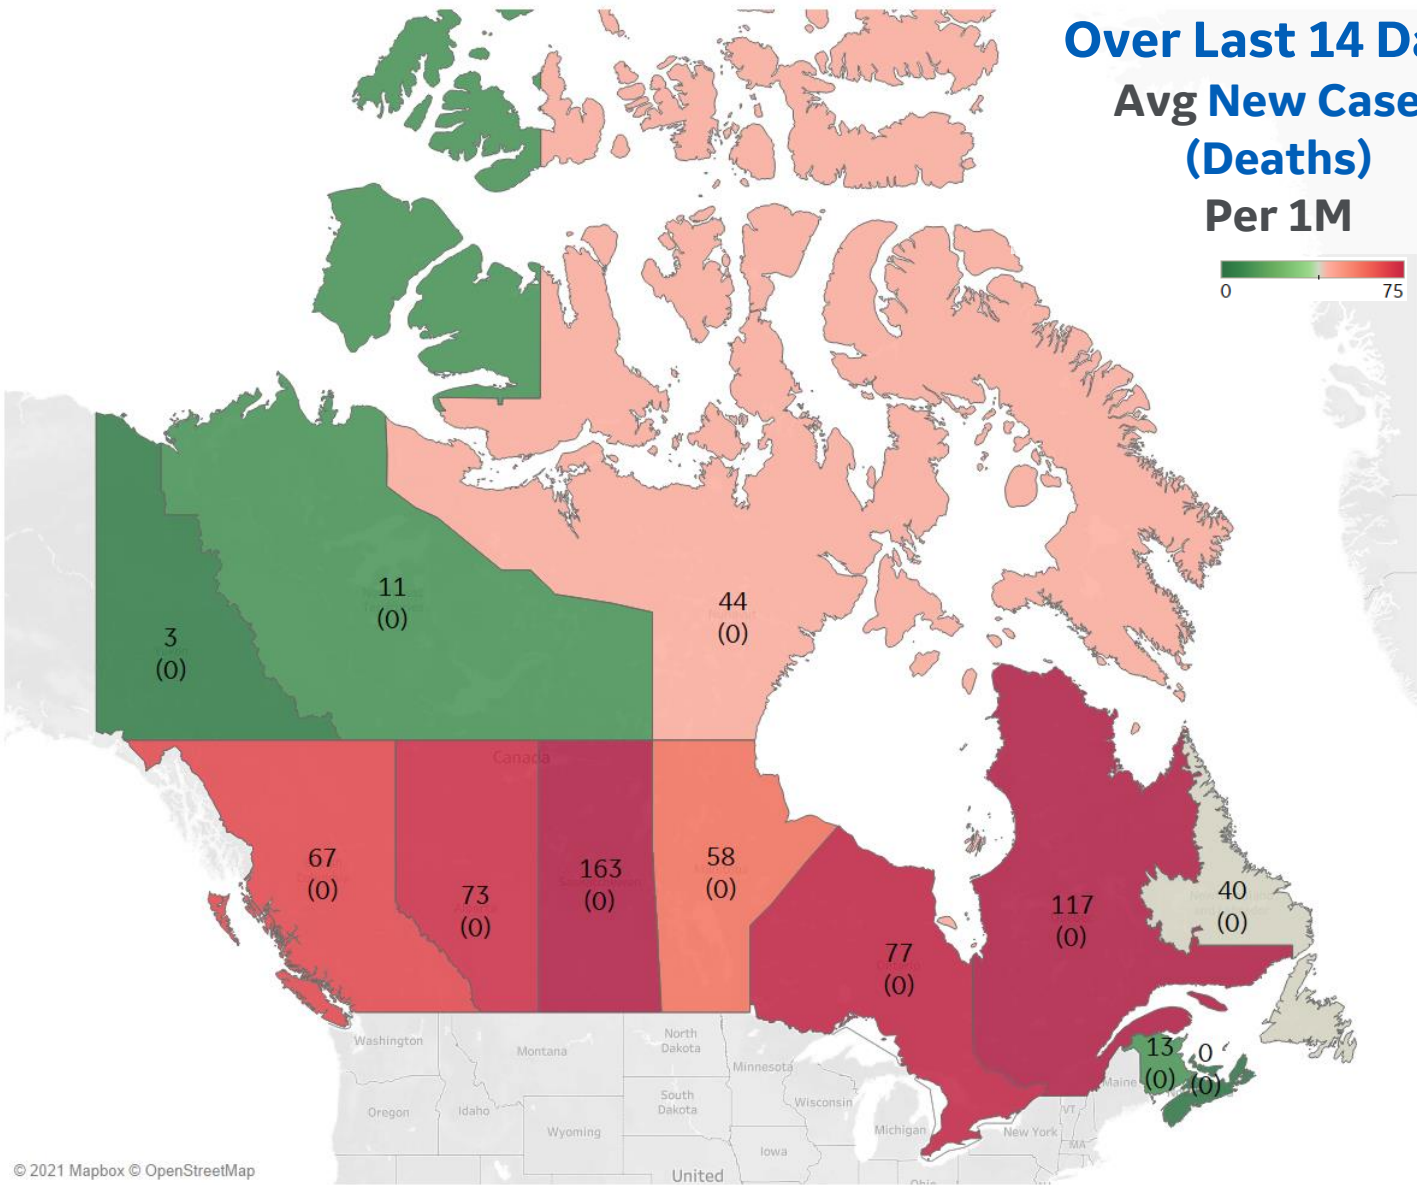 Over Last 14 Da
Avg New Case
(Deaths)
Per 1M
0
75
11
(0)
44
(0)
3
(0)
Canada
67
(0)
73
(0)
163
(0)
58
(0)
77
(0)
117
(0)
40
(0)
13
(0)
0
(0)
Washington
Montana
North
Dakota
Minnesota
Oregon
Idaho
South
Dakota
Wisconsin
Wyoming
Michigan
New York
VT
Maine
MA
Iowa
United
Ohio
© 2021 Mapbox © OpenStreetMap